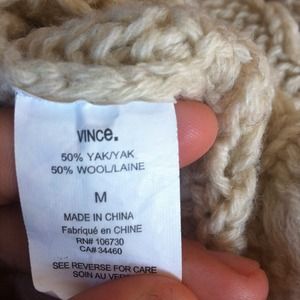 VINCE.
50% YAK/YAK
50% WOOL/LAINE
M
MADE IN CHINA
Fabriqué en CHINE
RN# 106730
CA# 34460
SEE REVERSE FOR CARE
SOIN AU VERSO